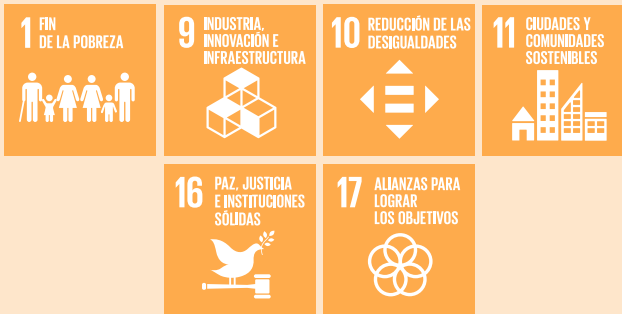 1 FIN
DE LA POBREZA
9 INDUSTRIA,
INNOVACIÓN E
INFRAESTRUCTURA
10 REDUCCIÓN DE LAS
DESIGUALDADES
11 CIUDADES Y
COMUNIDADES
SOSTENIBLES
16 PAZ, JUSTICIA
E INSTITUCIONES
SÓLIDAS
17 ALIANZAS PARA
LOGRAR
LOS OBJETIVOS